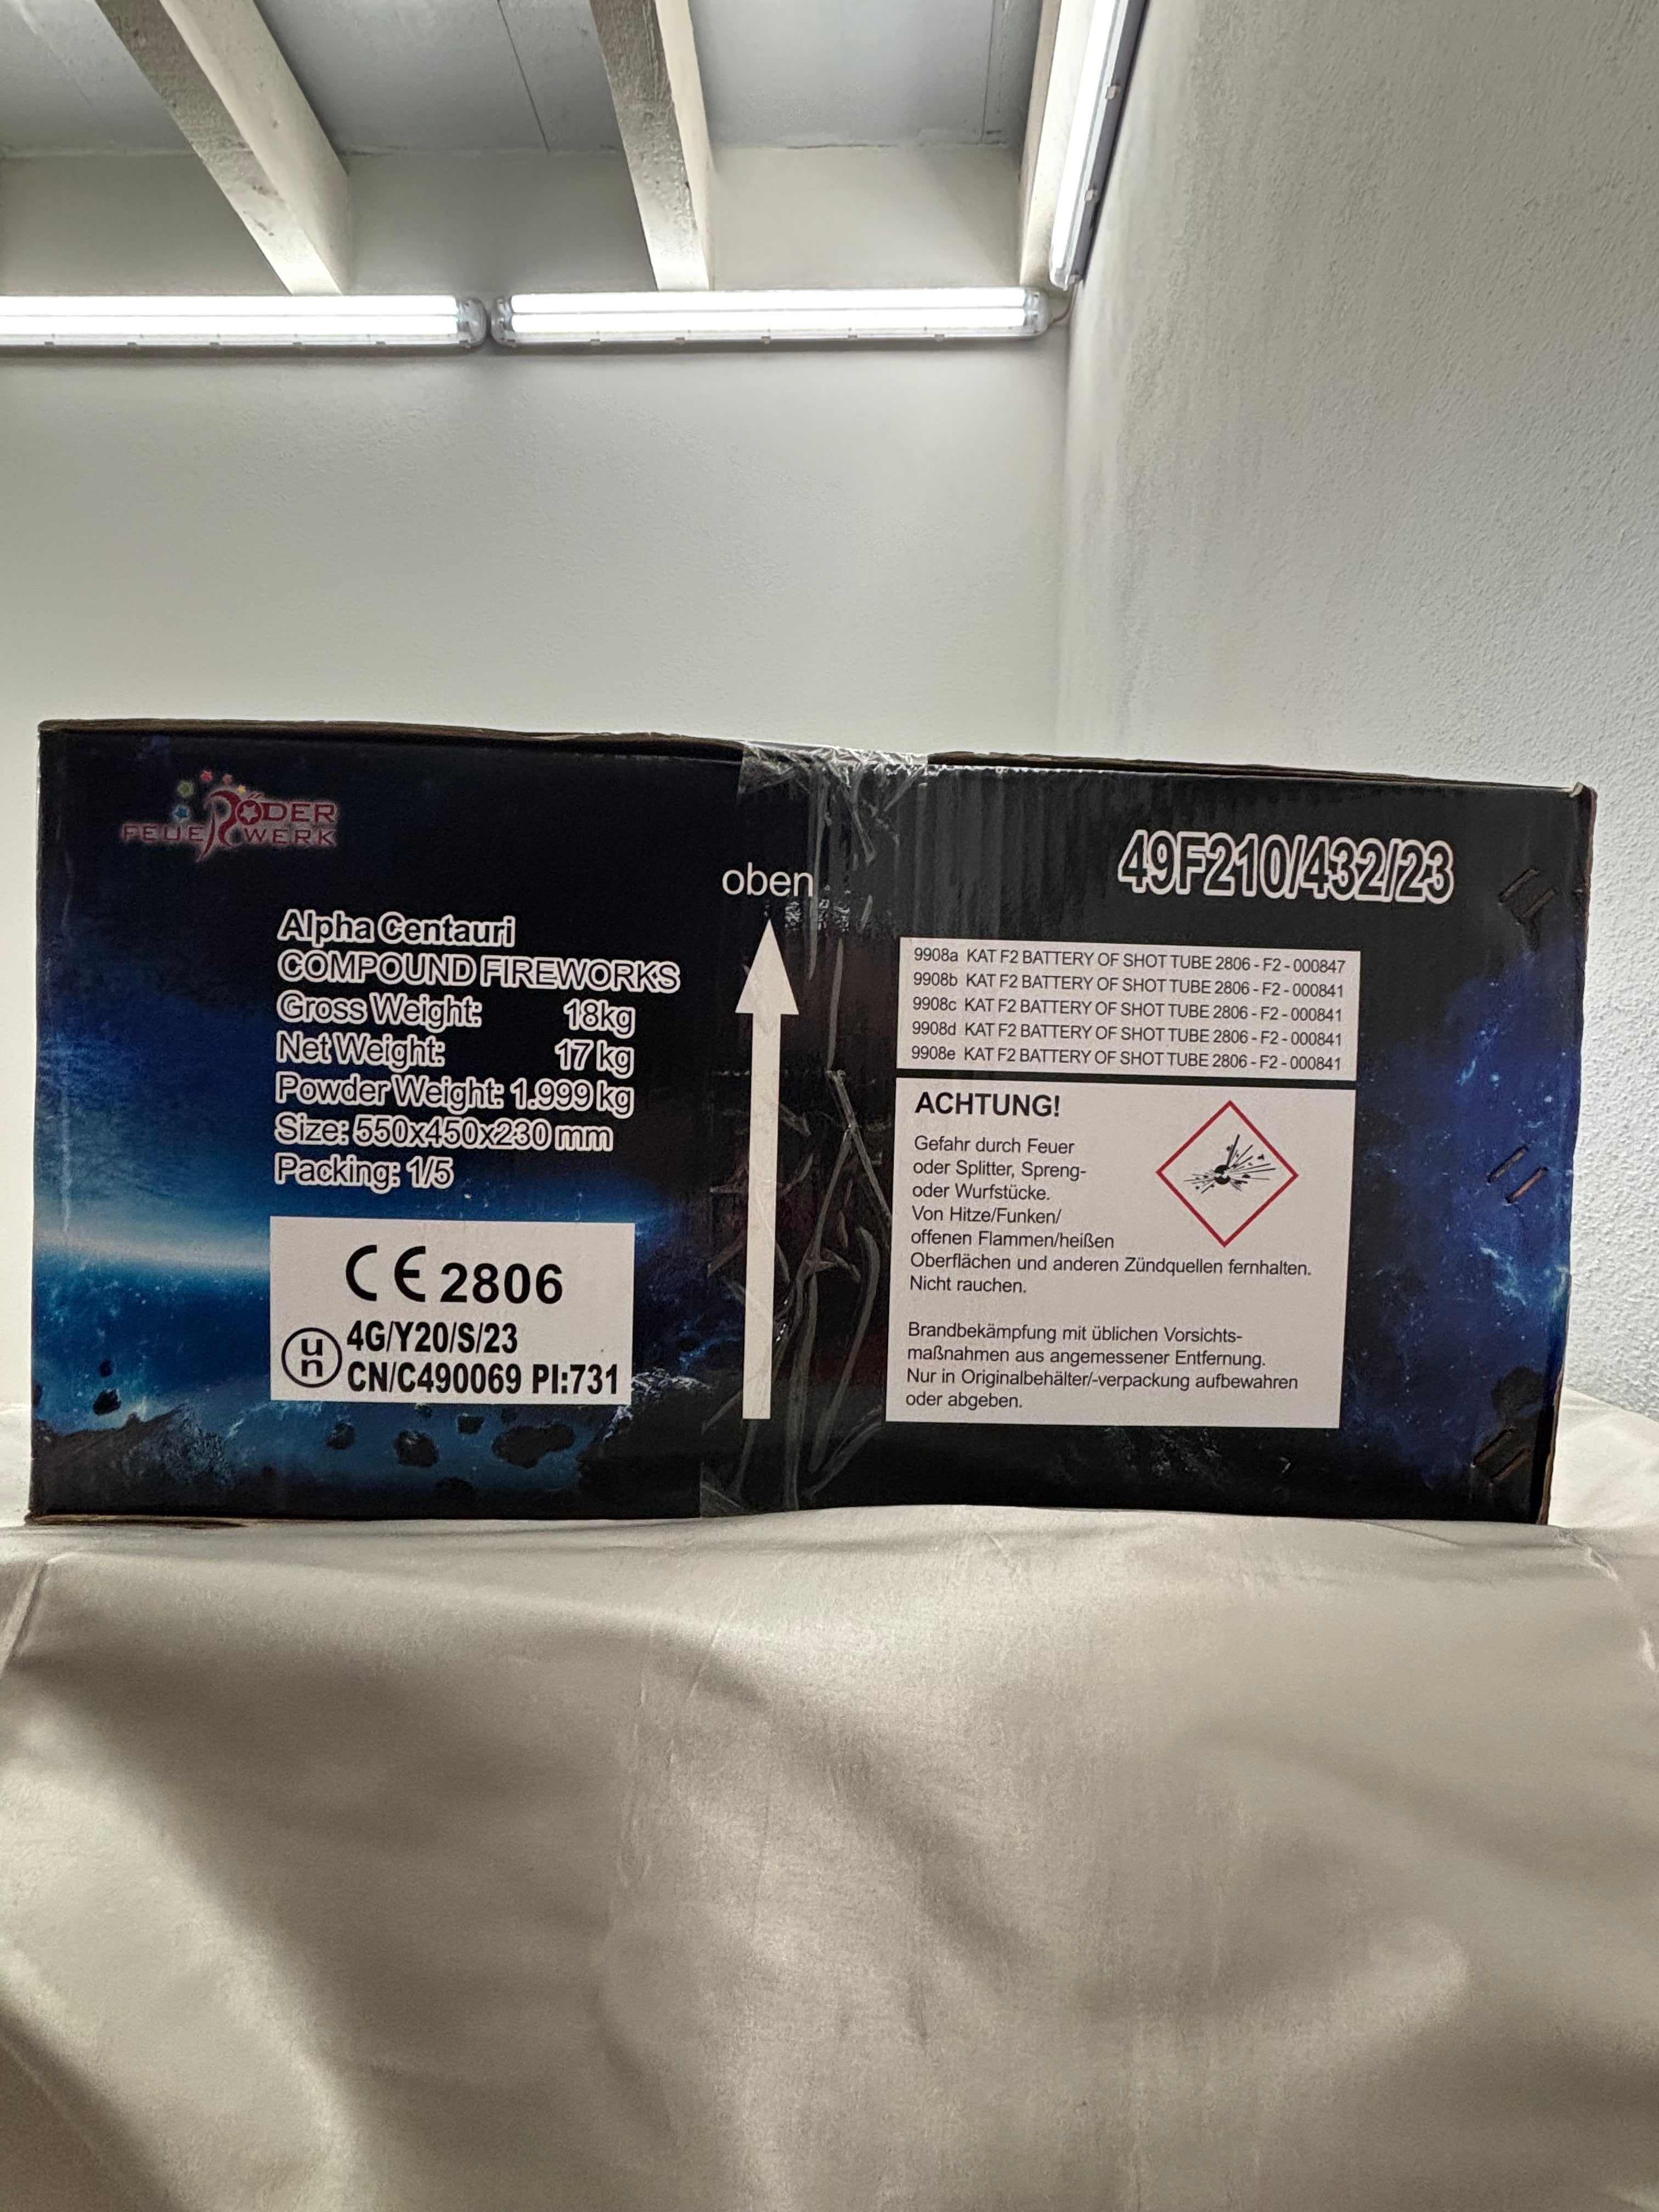 RÖDER
FEUERWERK
49F210/432/23
oben
Alpha Centauri
COMPOUND FIREWORKS
Gross Weight: 18kg
Net Weight: 17 kg
Powder Weight: 1.999 kg
Size: 550x450x230 mm
Packing: 1/5
CE 2806
un
4G/Y20/S/23
CN/C490069 PI:731
9908a KAT F2 BATTERY OF SHOT TUBE 2806 - F2 - 000847
9908b KAT F2 BATTERY OF SHOT TUBE 2806 - F2 - 000841
9908c KAT F2 BATTERY OF SHOT TUBE 2806 - F2 - 000841
9908d KAT F2 BATTERY OF SHOT TUBE 2806 - F2 - 000841
9908e KAT F2 BATTERY OF SHOT TUBE 2806 - F2 - 000841
ACHTUNG!
Gefahr durch Feuer
oder Splitter, Spreng-
oder Wurfstücke.
Von Hitze/Funken/
offenen Flammen/heißen
Oberflächen und anderen Zündquellen fernhalten.
Nicht rauchen.
Brandbekämpfung mit üblichen Vorsichts-
maßnahmen aus angemessener Entfernung.
Nur in Originalbehälter/-verpackung aufbewahren
oder abgeben.